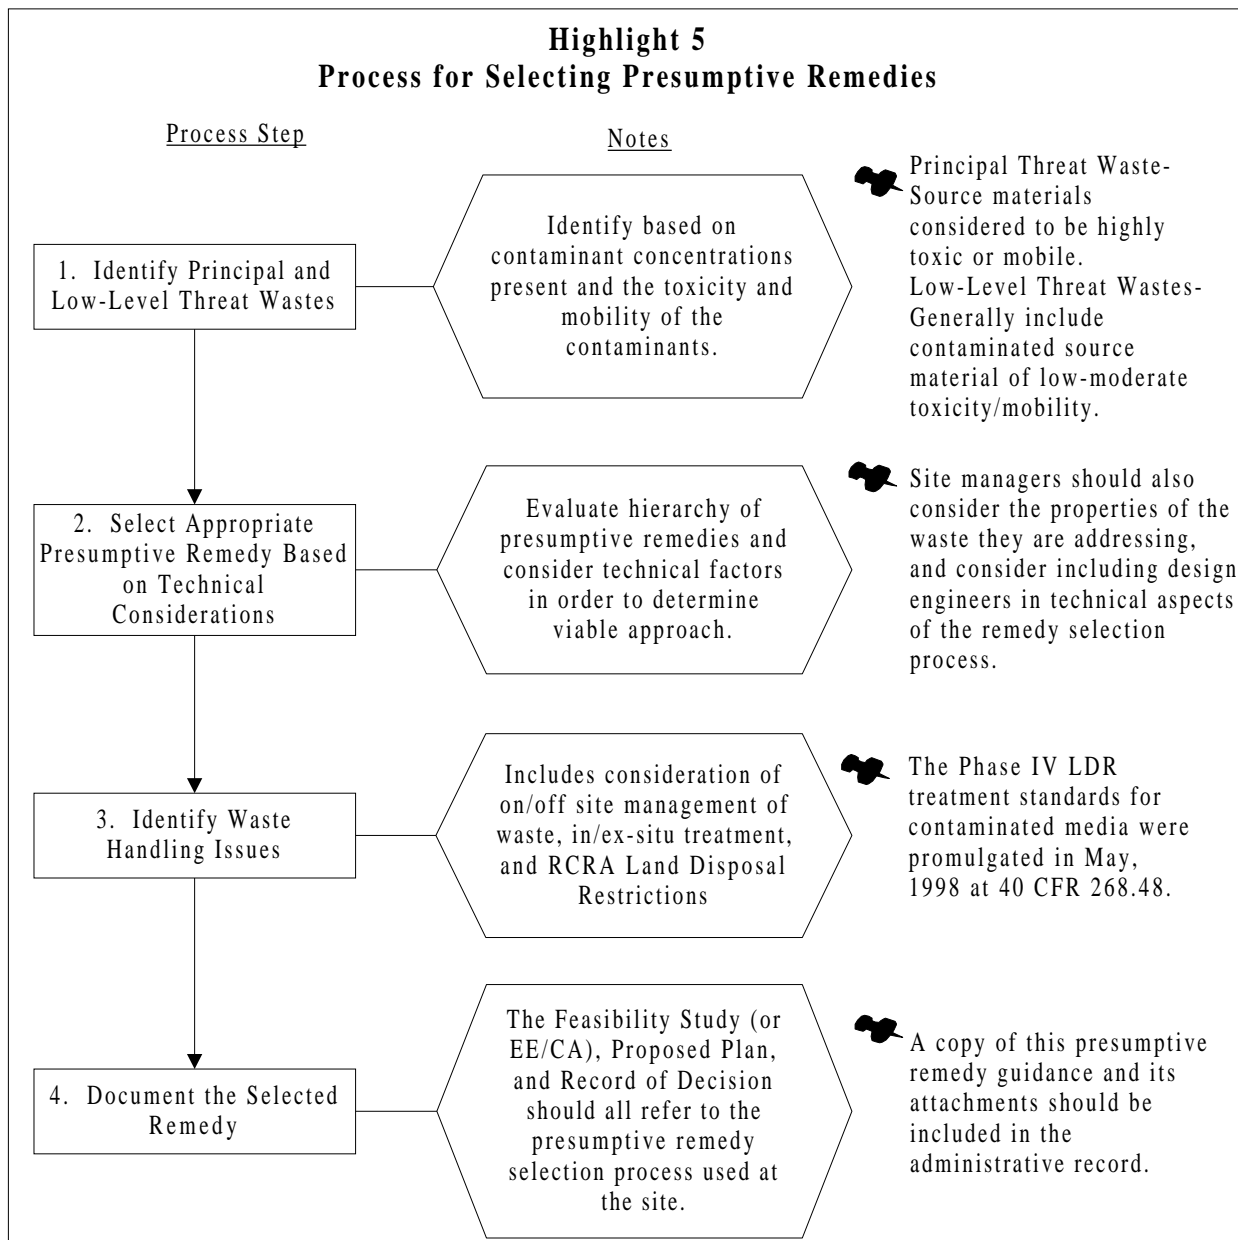 Highlight 5
Process for Selecting Presumptive Remedies
Process Step
Notes
1. Identify Principal and
Low-Level Threat Wastes
Identify based on
contaminant concentrations
present and the toxicity and
mobility of the
contaminants.
Principal Threat Waste-
Source materials
considered to be highly
toxic or mobile.
Low-Level Threat Wastes-
Generally include
contaminated source
material of low-moderate
toxicity/mobility.
2. Select Appropriate
Presumptive Remedy Based
on Technical
Considerations
Evaluate hierarchy of
presumptive remedies and
consider technical factors
in order to determine
viable approach.
Site managers should also
consider the properties of the
waste they are addressing,
and consider including design
engineers in technical aspects
of the remedy selection
process.
3. Identify Waste
Handling Issues
Includes consideration of
on/off site management of
waste, in/ex-situ treatment,
and RCRA Land Disposal
Restrictions
The Phase IV LDR
treatment standards for
contaminated media were
promulgated in May,
1998 at 40 CFR 268.48.
4. Document the Selected
Remedy
The Feasibility Study (or
EE/CA), Proposed Plan,
and Record of Decision
should all refer to the
presumptive remedy
selection process used at
the site.
A copy of this presumptive
remedy guidance and its
attachments should be
included in the
administrative record.